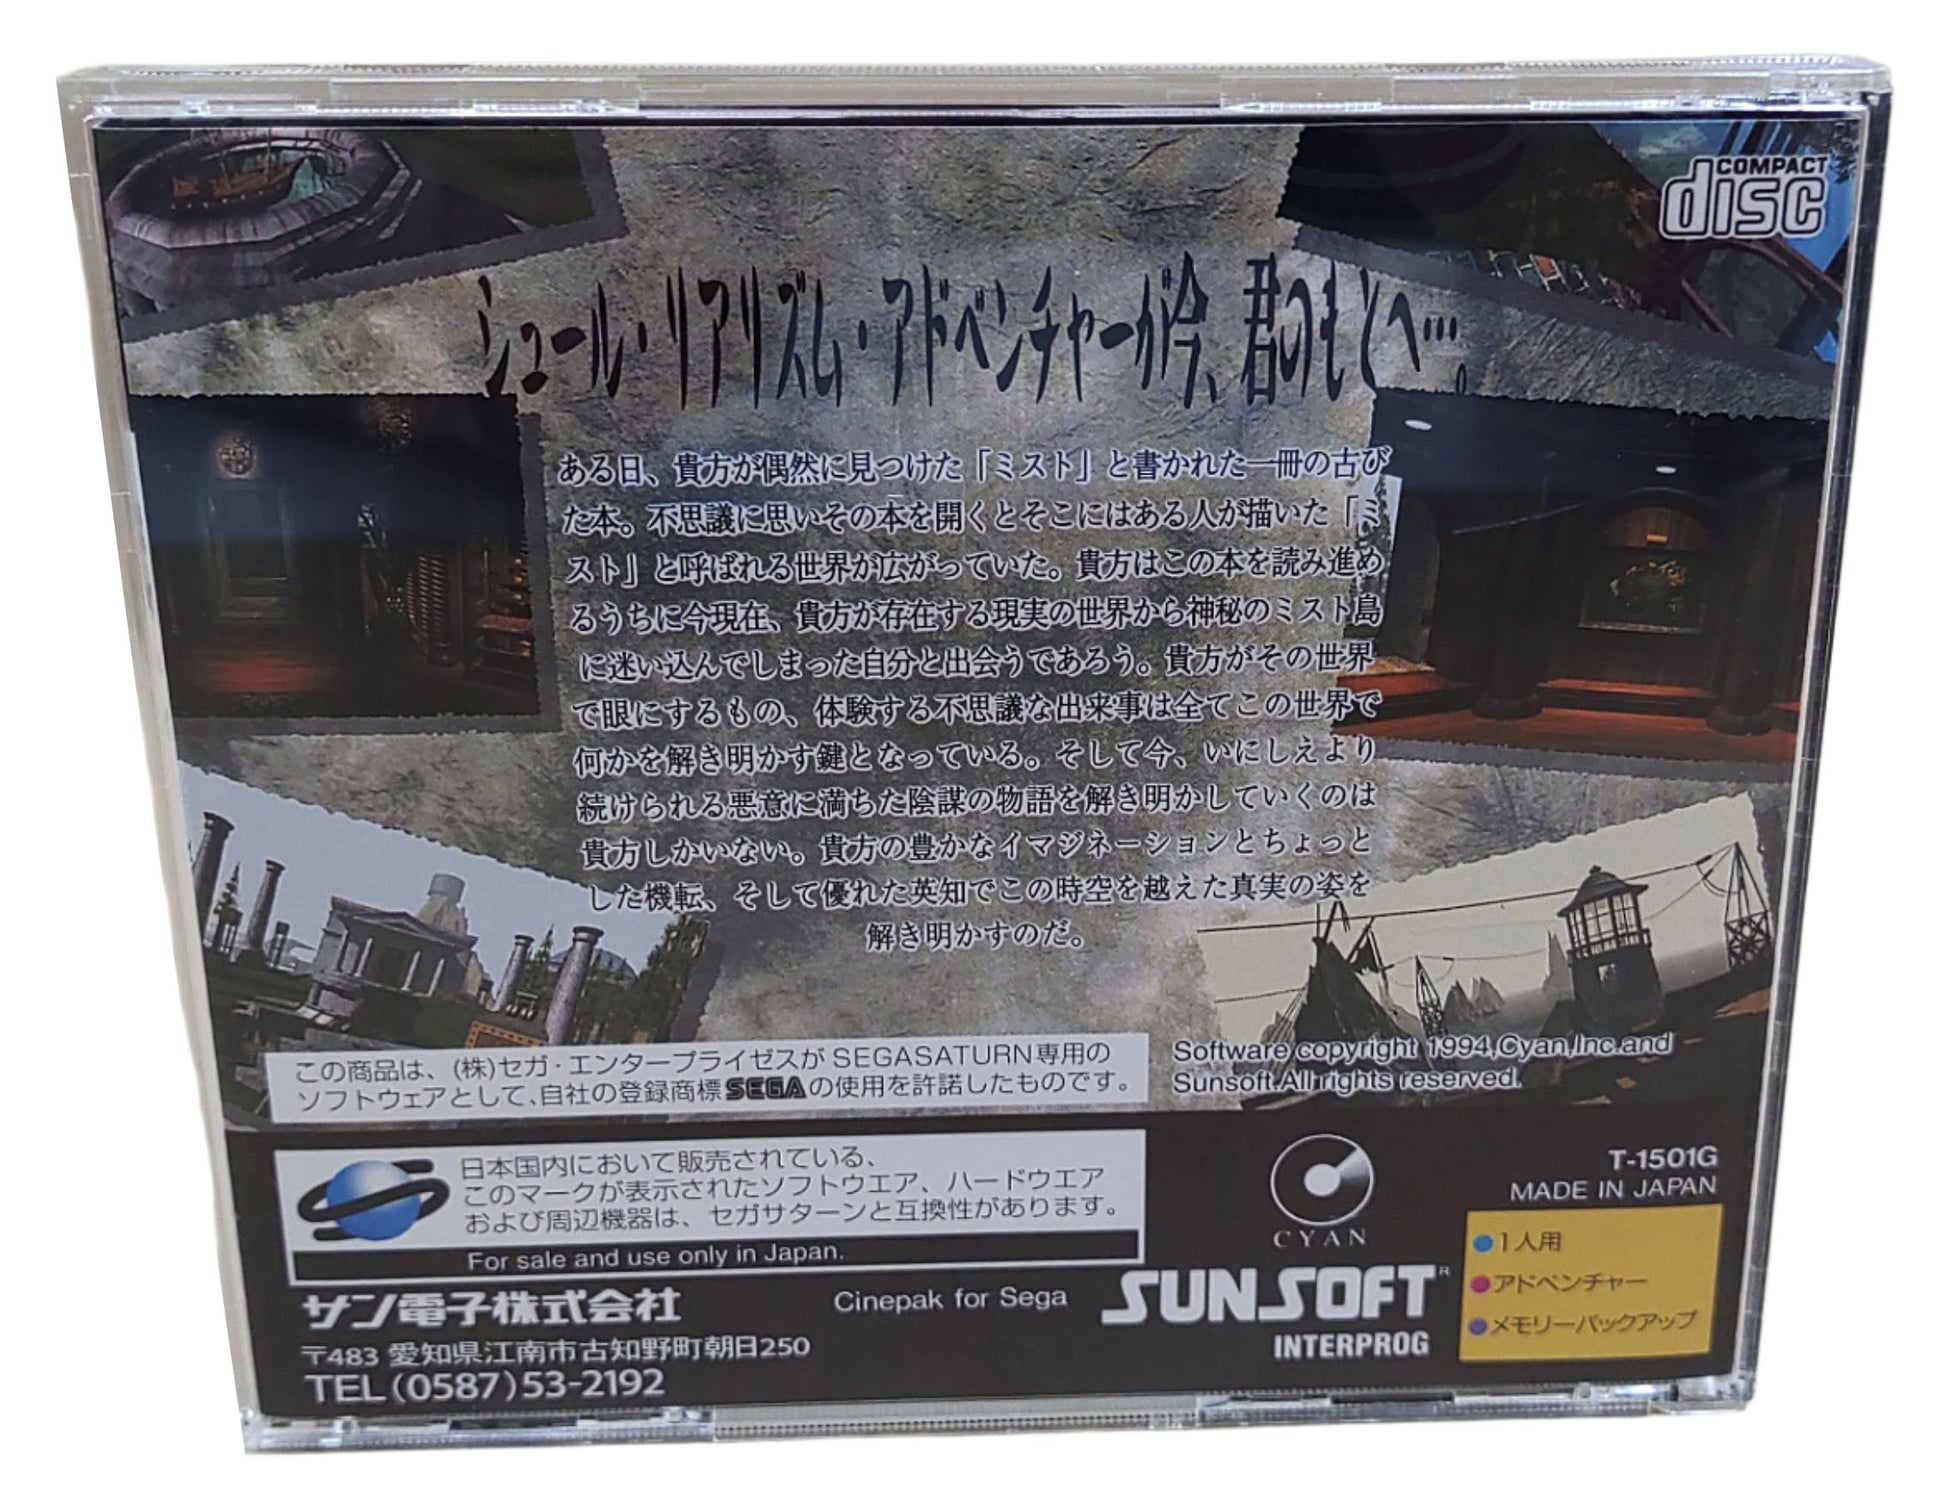 COMPACT
disc
シュール・リアリズム・アドベンチャーが今、君のもとへ…。
ある日、貴方が偶然に見つけた「ミスト」と書かれた一冊の古び
た本。不思議に思いその本を開くとそこにはある人が描いた「ミ
スト」と呼ばれる世界が広がっていた。貴方はこの本を読み進め
るうちに今現在、貴方が存在する現実の世界から神秘のミスト島
に迷い込んでしまった自分と出会うであろう。貴方がその世界
で眼にするもの、体験する不思議な出来事は全てこの世界で
何かを解き明かす鍵となっている。そして今、いにしえより
続けられる悪意に満ちた陰謀の物語を解き明かしていくのは
貴方しかいない。貴方の豊かなイマジネーションとちょっと
した機転、そして優れた英知でこの時空を越えた真実の姿を
解き明かすのだ。
この商品は、(株)セガ・エンタープライゼスがSEGASATURN専用の
ソフトウェアとして、自社の登録商標SEGAの使用を許諾したものです。
Software copyright 1994,Cyan,Inc.and
Sunsoft.All rights reserved.
日本国内において販売されている、
このマークが表示されたソフトウエア、ハードウエア
および周辺機器は、セガサターンと互換性があります。
For sale and use only in Japan.
サン電子株式会社
〒483 愛知県江南市古知野町朝日250
TEL(0587)53-2192
Cinepak for Sega
CYAN
SUNSOFT®
INTERPROG
T-1501G
MADE IN JAPAN
●1人用
●アドベンチャー
●メモリーバックアップ